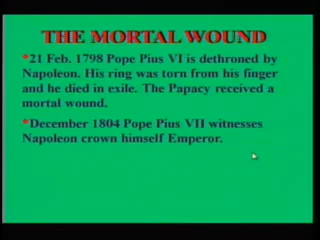 THE MORTAL WOUND
*21 Feb. 1798 Pope Pius VI is dethroned by
Napoleon. His ring was torn from his finger
and he died in exile. The Papacy received a
mortal wound.
*December 1804 Pope Pius VII witnesses
Napoleon crown himself Emperor.